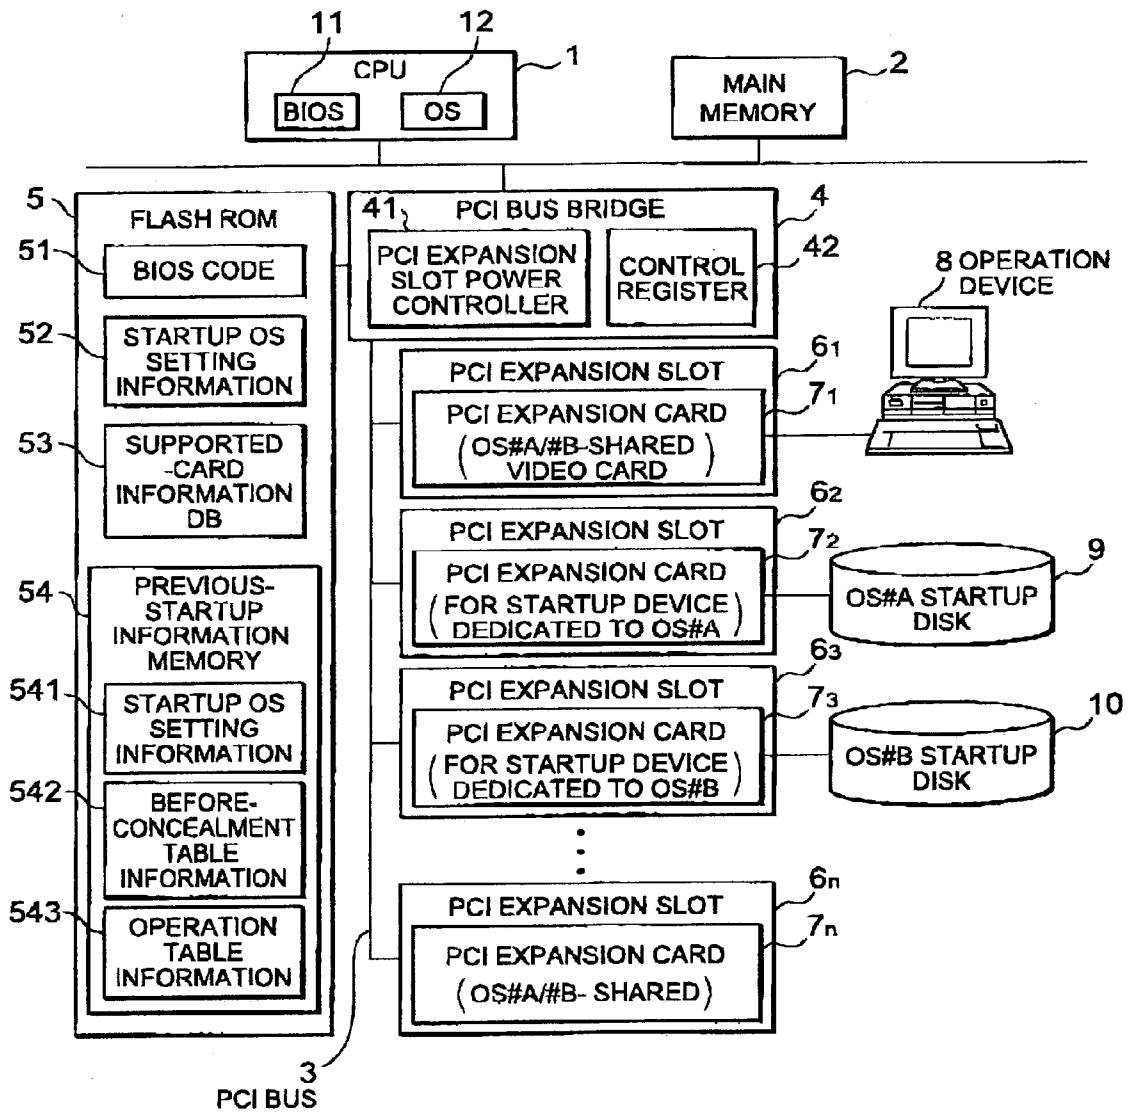 11
12
CPU
1
BIOS
OS
MAIN
MEMORY
2
5
FLASH ROM
51
BIOS CODE
52
STARTUP OS
SETTING
INFORMATION
53
SUPPORTED
-CARD
INFORMATION
DB
54
PREVIOUS-
STARTUP
INFORMATION
MEMORY
541
STARTUP OS
SETTING
INFORMATION
542
BEFORE-
CONCEALMENT
TABLE
INFORMATION
543
OPERATION
TABLE
INFORMATION
PCI BUS BRIDGE
4
41
PCI EXPANSION
SLOT POWER
CONTROLLER
CONTROL
REGISTER
42
8 OPERATION
DEVICE
PCI EXPANSION SLOT
61
PCI EXPANSION CARD
71
(OS#A/#B-SHARED
VIDEO CARD)
PCI EXPANSION SLOT
62
PCI EXPANSION CARD
72
(FOR STARTUP DEVICE
DEDICATED TO OS#A)
OS#A STARTUP
DISK
9
PCI EXPANSION SLOT
63
PCI EXPANSION CARD
73
(FOR STARTUP DEVICE
DEDICATED TO OS#B)
OS#B STARTUP
DISK
10
PCI EXPANSION SLOT
6n
PCI EXPANSION CARD
7n
(OS#A/#B- SHARED)
3
PCI BUS